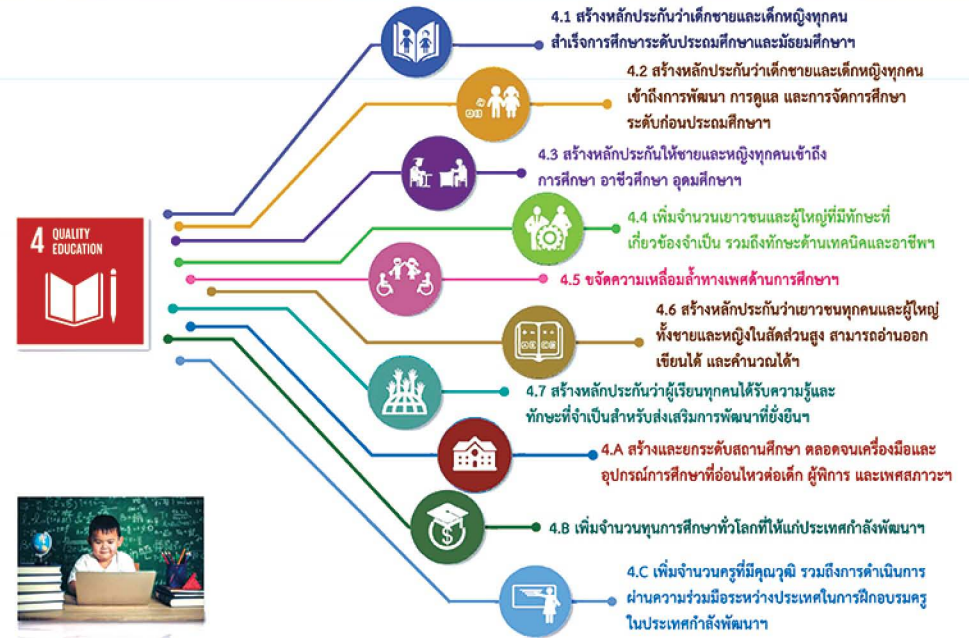 4.1 สร้างหลักประกันว่าเด็กชายและเด็กหญิงทุกคน
สำเร็จการศึกษาระดับประถมศึกษาและมัธยมศึกษาฯ
4.2 สร้างหลักประกันว่าเด็กชายและเด็กหญิงทุกคน
เข้าถึงการพัฒนา การดูแล และการจัดการศึกษา
ระดับก่อนประถมศึกษาฯ
4.3 สร้างหลักประกันให้ชายและหญิงทุกคนเข้าถึง
การศึกษา อาชีวศึกษา อุดมศึกษาฯ
4 QUALITY
EDUCATION
4.4 เพิ่มจำนวนเยาวชนและผู้ใหญ่ที่มีทักษะที่
เกี่ยวข้องจำเป็น รวมถึงทักษะด้านเทคนิคและอาชีพฯ
4.5 ขจัดความเหลื่อมล้ำทางเพศด้านการศึกษาฯ
4.6 สร้างหลักประกันว่าเยาวชนทุกคนและผู้ใหญ่
ทั้งชายและหญิงในสัดส่วนสูง สามารถอ่านออก
เขียนได้ และคำนวณได้ฯ
4.7 สร้างหลักประกันว่าผู้เรียนทุกคนได้รับความรู้และ
ทักษะที่จำเป็นสำหรับส่งเสริมการพัฒนาที่ยั่งยืนฯ
4.A สร้างและยกระดับสถานศึกษา ตลอดจนเครื่องมือและ
อุปกรณ์การศึกษาที่อ่อนไหวต่อเด็ก ผู้พิการ และเพศสภาวะฯ
4.B เพิ่มจำนวนทุนการศึกษาทั่วโลกที่ให้แก่ประเทศกำลังพัฒนาฯ
4.C เพิ่มจำนวนครูที่มีคุณวุฒิ รวมถึงการดำเนินการ
ผ่านความร่วมมือระหว่างประเทศในการฝึกอบรมครู
ในประเทศกำลังพัฒนาฯ